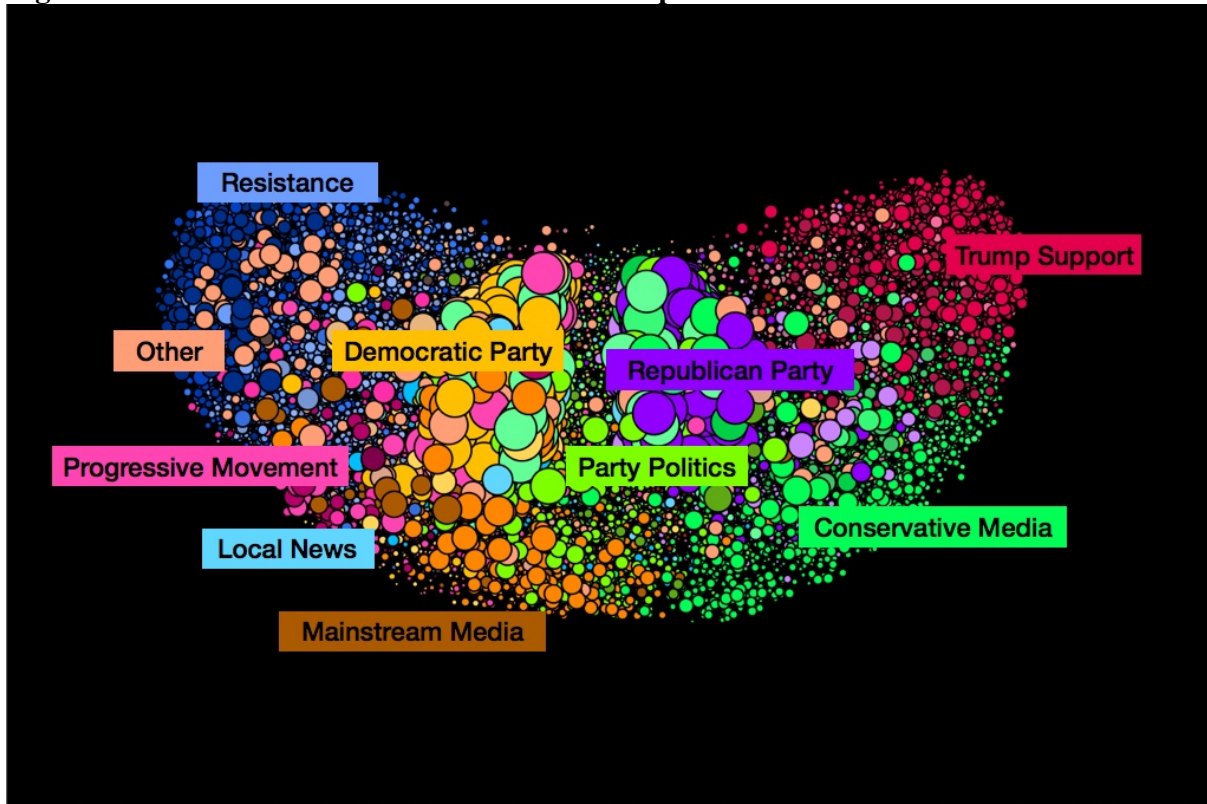 Resistance
Trump Support
Other
Democratic Party
Republican Party
Progressive Movement
Party Politics
Conservative Media
Local News
Mainstream Media